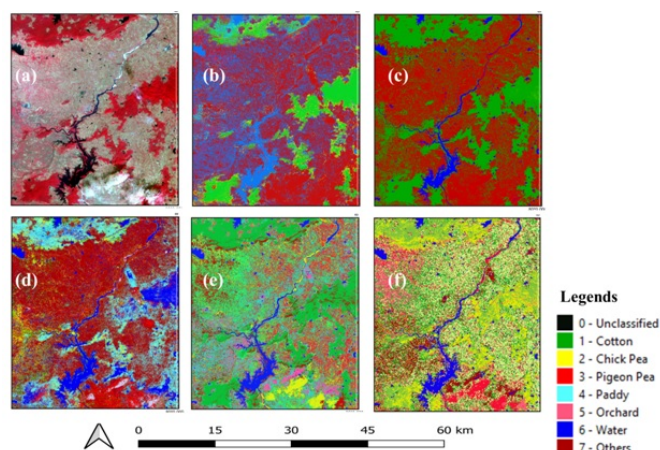 (a)
(b)
(c)
(d)
(e)
(f)
Legends
0 - Unclassified
1 - Cotton
2 - Chick Pea
3 - Pigeon Pea
4 - Paddy
5 - Orchard
6 - Water
7 - Others
0 15 30 45 60 km